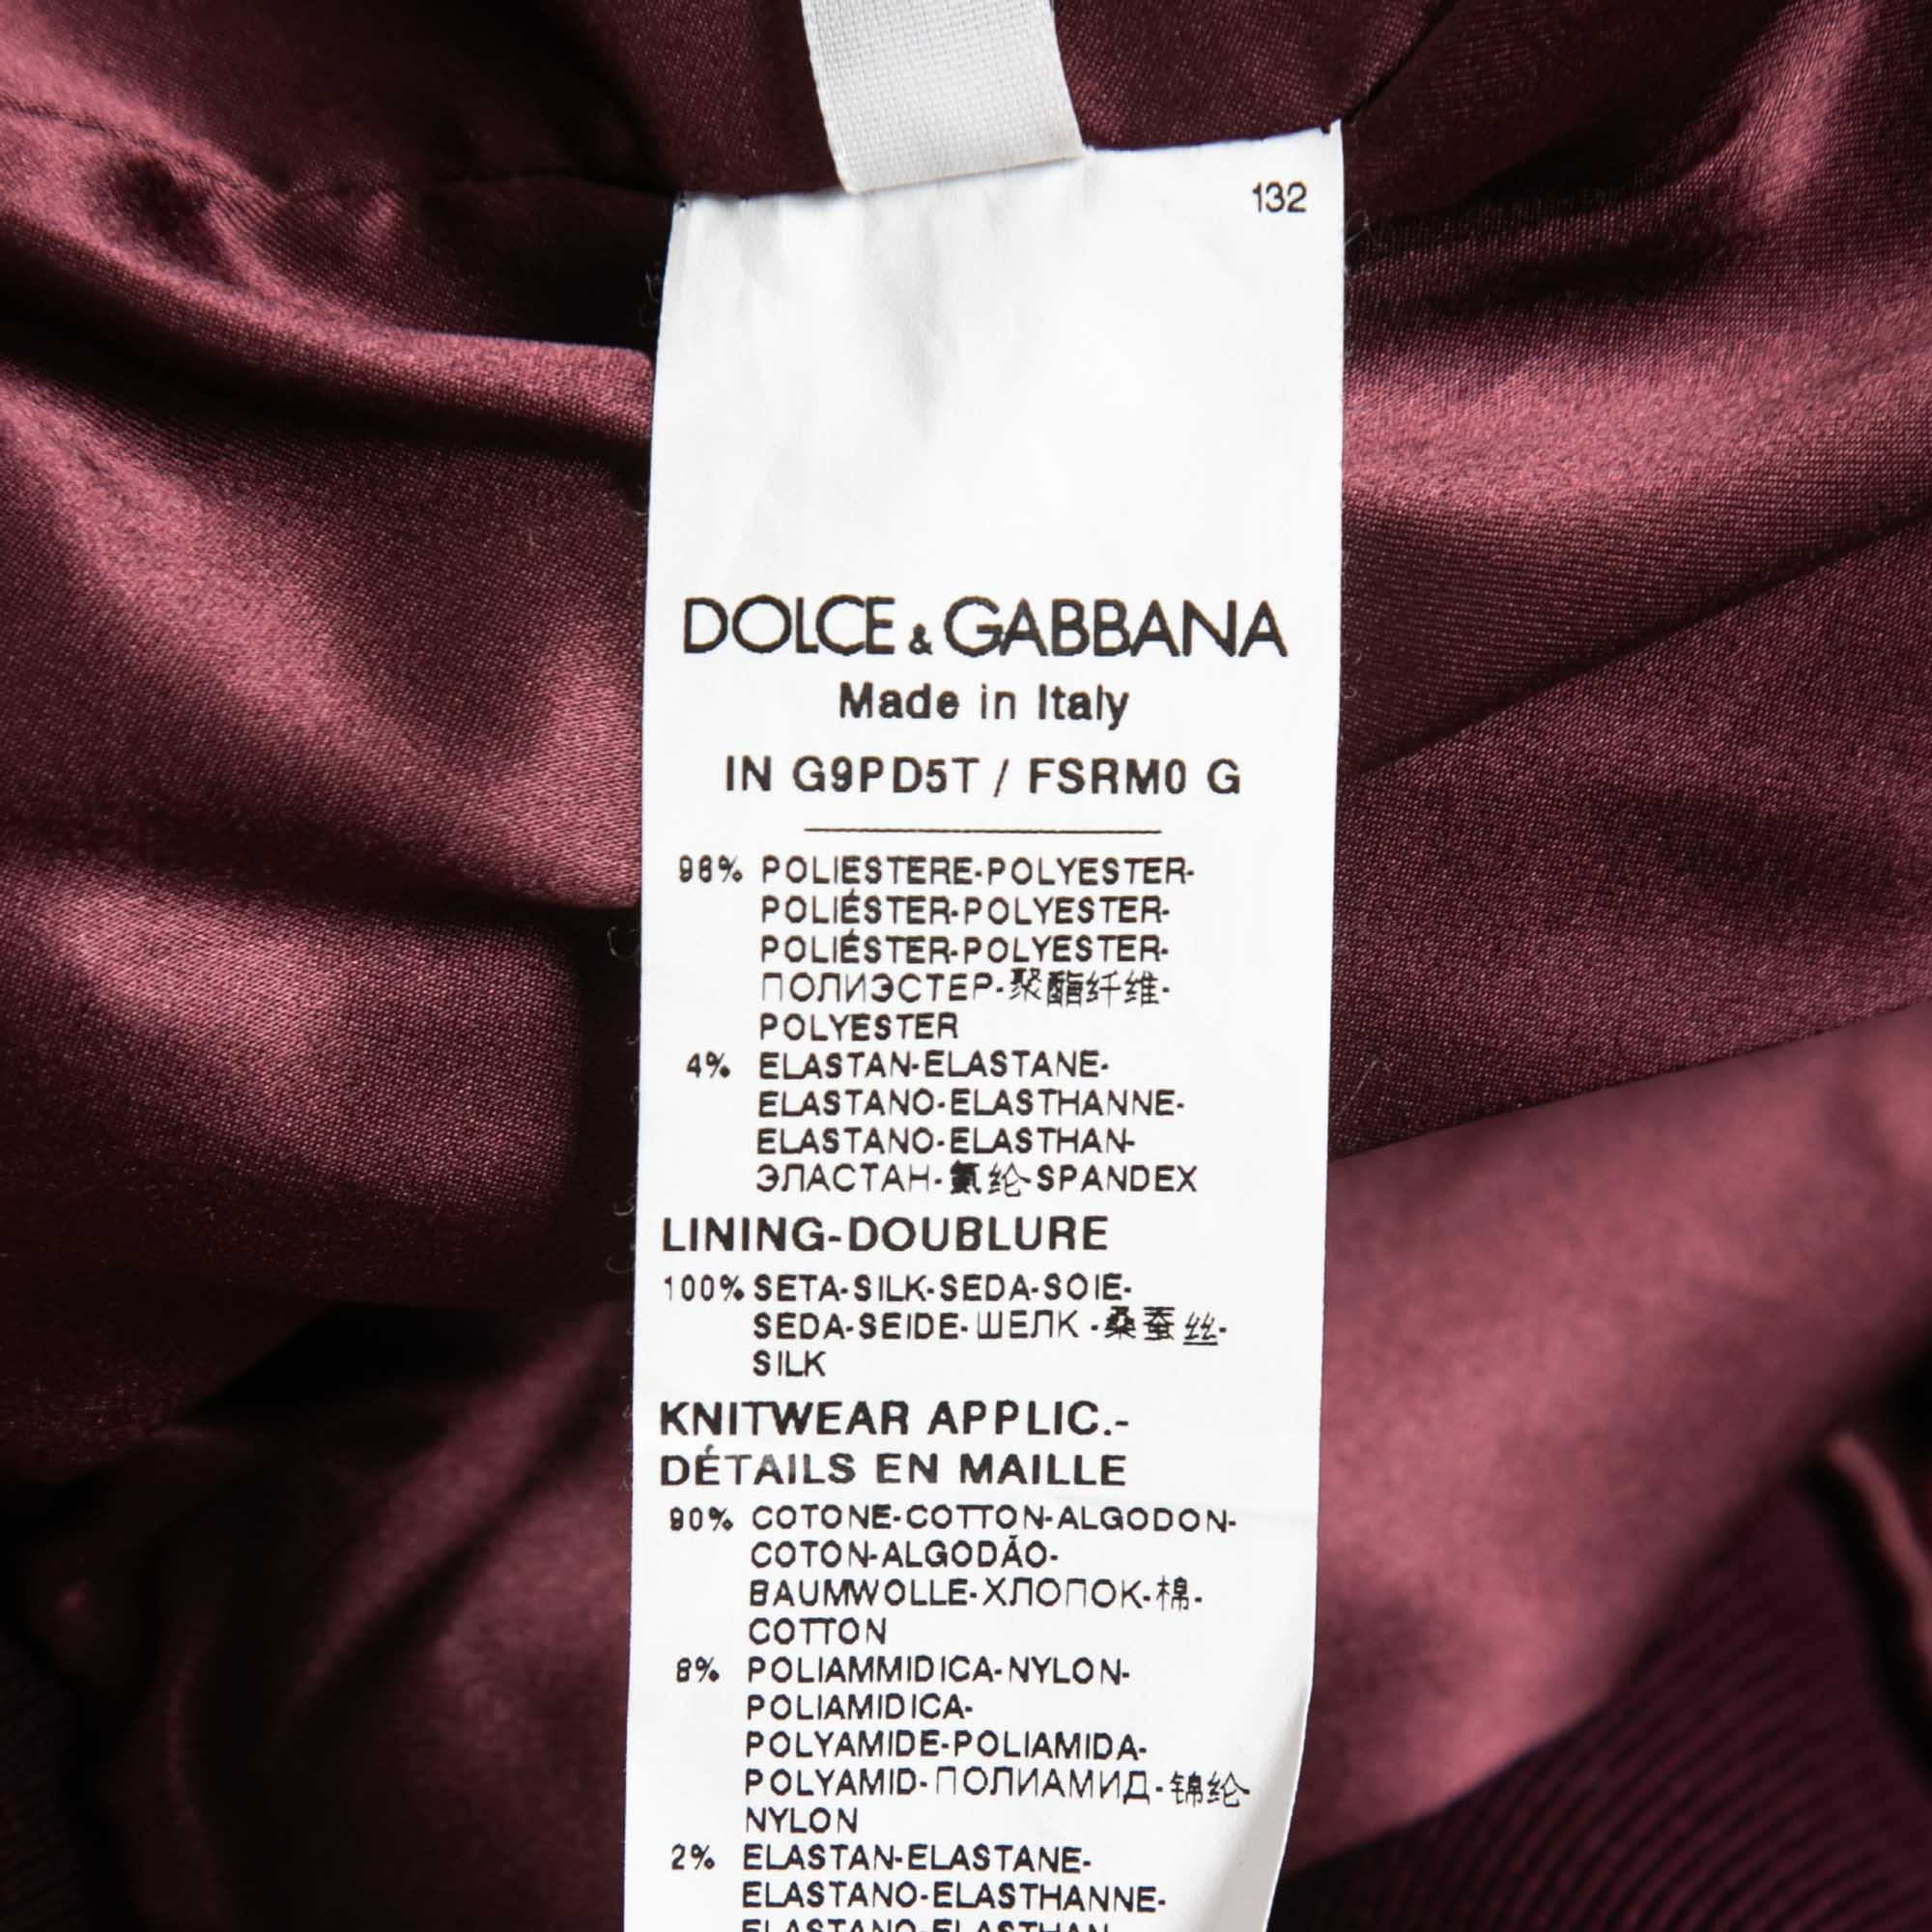 132
DOLCE & GABBANA
Made in Italy
IN G9PD5T / FSRM0 G
96% POLIESTERE-POLYESTER-
POLIÉSTER-POLYESTER-
POLIÉSTER-POLYESTER-
ПОЛИЭСТЕР-聚酯纤维-
POLYESTER
4% ELASTAN-ELASTANE-
ELASTANO-ELASTHANNE-
ELASTANO-ELASTHAN-
ЭЛАСТАН-氨纶-SPANDEX
LINING-DOUBLURE
100% SETA-SILK-SEDA-SOIE-
SEDA-SEIDE-ШЕЛК-桑蚕丝-
SILK
KNITWEAR APPLIC.-
DÉTAILS EN MAILLE
90% COTONE-COTTON-ALGODON-
COTON-ALGODÃO-
BAUMWOLLE-ХЛОПОК-棉-
COTTON
8% POLIAMMIDICA-NYLON-
POLIAMIDICA-
POLYAMIDE-POLIAMIDA-
POLYAMID-ПОЛИАМИД-锦纶-
NYLON
2% ELASTAN-ELASTANE-
ELASTANO-ELASTHANNE-
ELASTANO-ELASTHAN